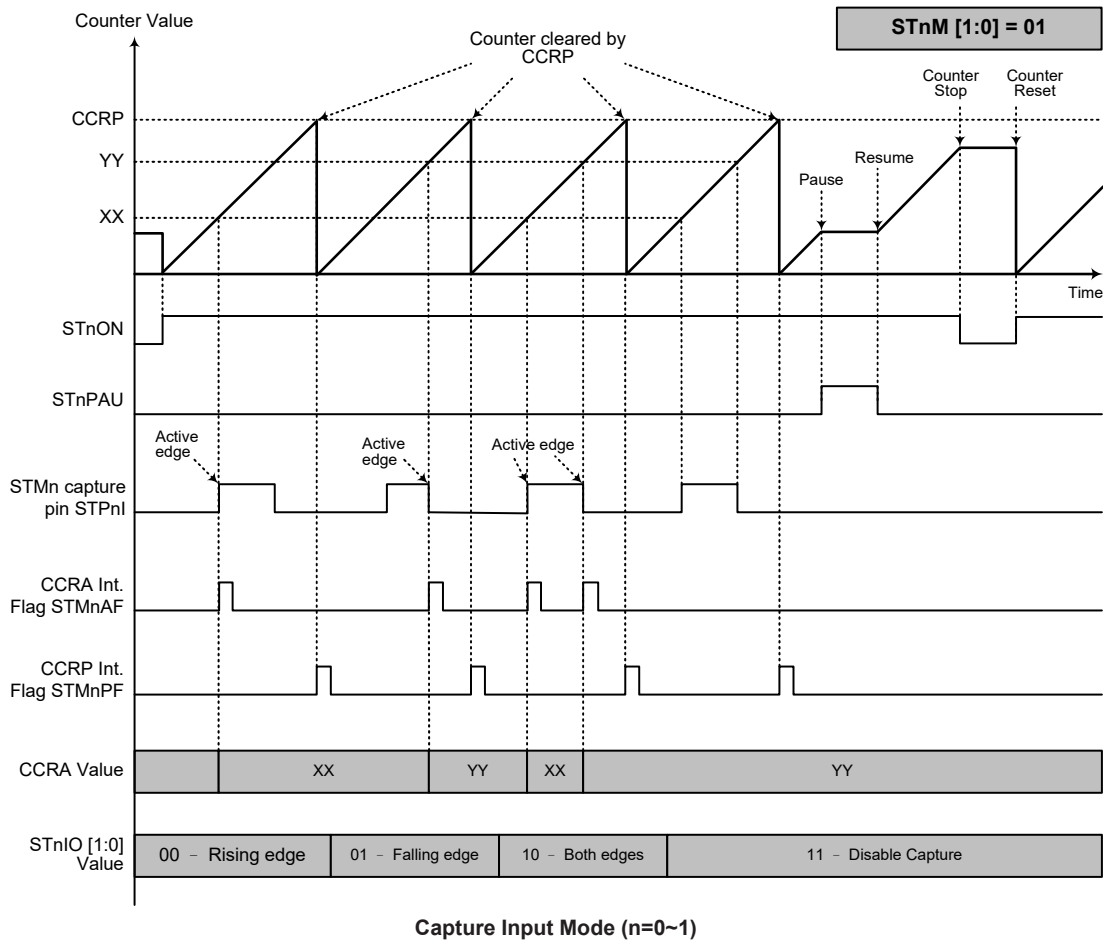 Counter Value
STnM [1:0] = 01
Counter cleared by
CCRP
Counter
Stop
Counter
Reset
CCRP
YY
XX
Pause
Resume
Time
STnON
STnPAU
Active
edge
Active
edge
Active edge
STMn capture
pin STPnI
CCRA Int.
Flag STMnAF
CCRP Int.
Flag STMnPF
CCRA Value
XX
YY
XX
YY
STnIO [1:0]
Value
00 – Rising edge
01 – Falling edge
10 – Both edges
11 – Disable Capture
Capture Input Mode (n=0~1)